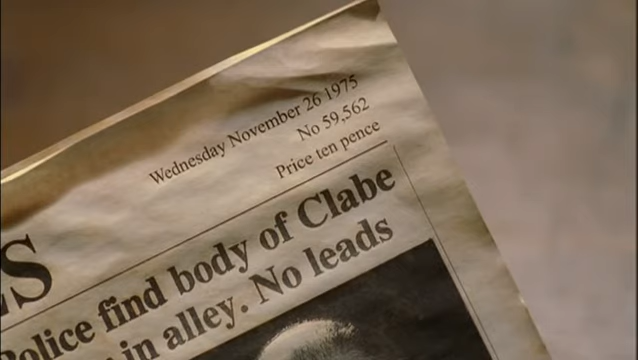 Wednesday November 26 1975
No 59,562
Price ten pence
ES
Police find body of Clabe
in alley. No leads